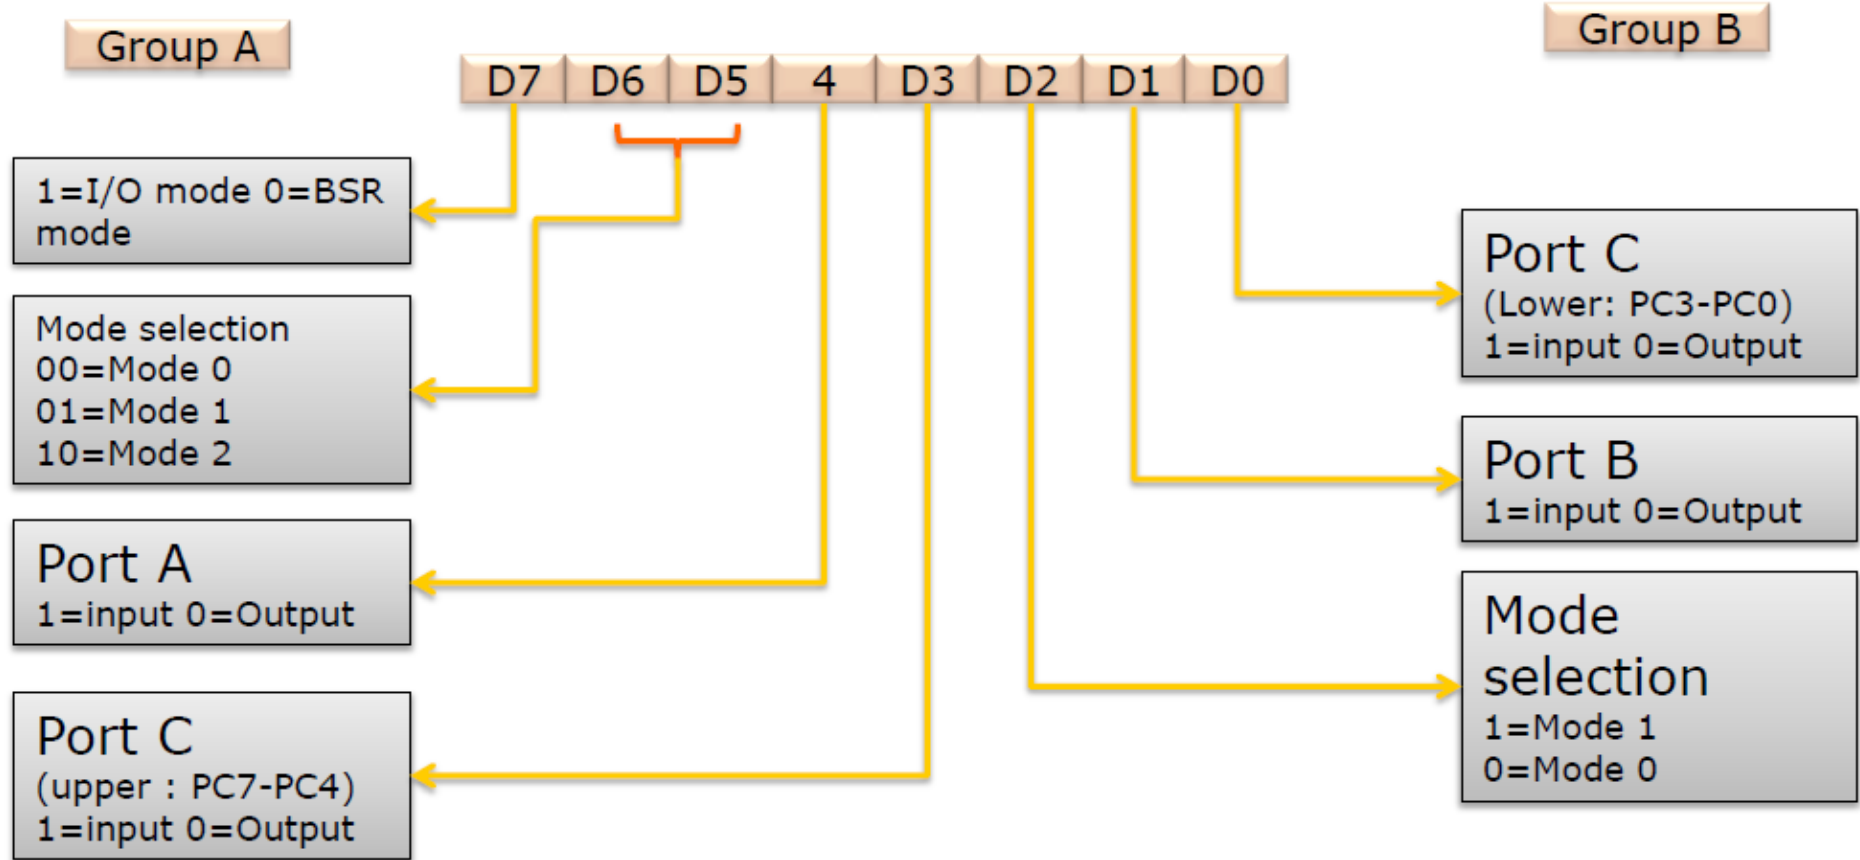 Group A
Group B
D7 D6 D5 4 D3 D2 D1 D0
1=I/O mode 0=BSR
mode
Mode selection
00=Mode 0
01=Mode 1
10=Mode 2
Port A
1=input 0=Output
Port C
(upper : PC7-PC4)
1=input 0=Output
Port C
(Lower: PC3-PC0)
1=input 0=Output
Port B
1=input 0=Output
Mode
selection
1=Mode 1
0=Mode 0